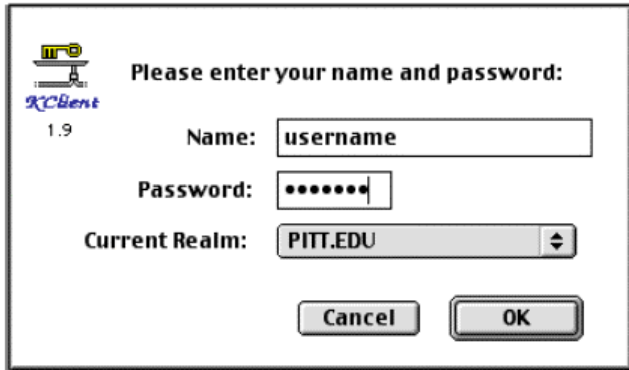 Please enter your name and password:
KClient
1.9
Name: username
Password: •••••••
Current Realm: PITT.EDU
Cancel OK